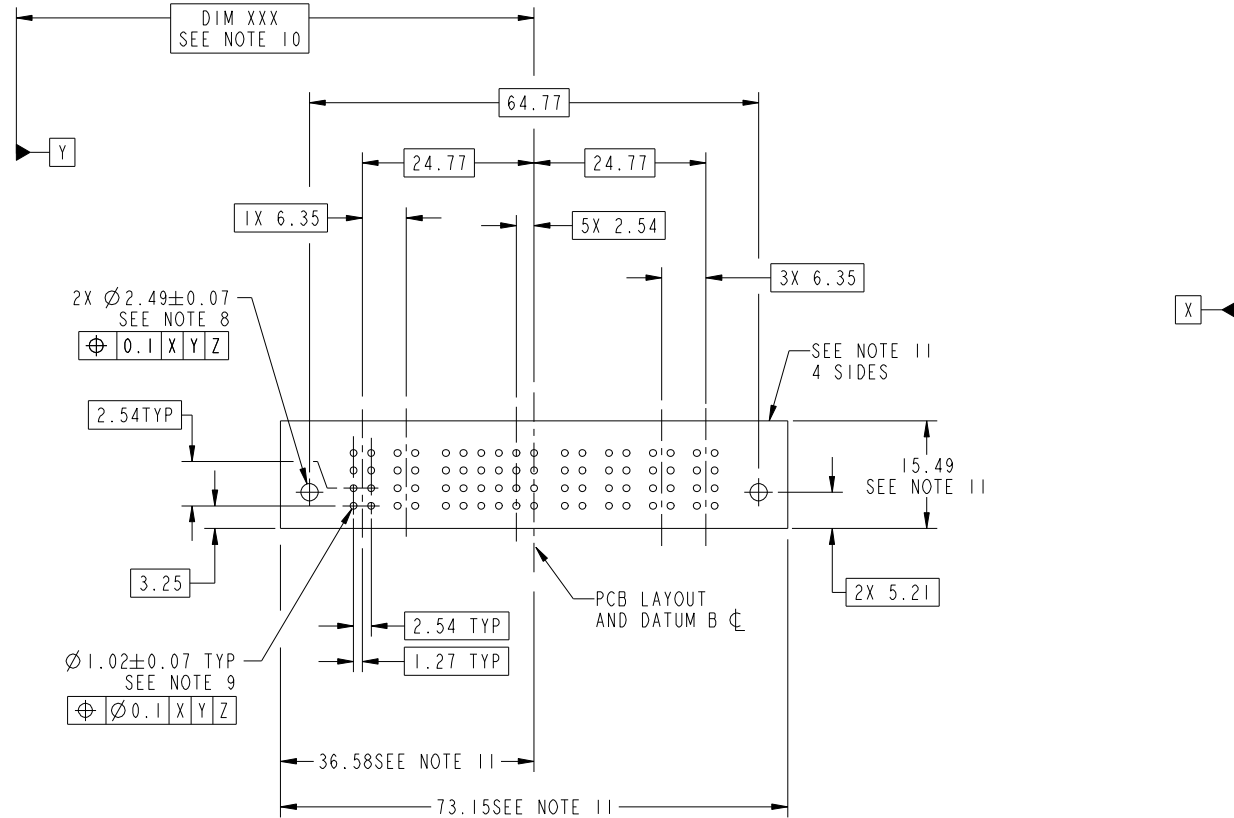 DIM XXX
SEE NOTE 10
64.77
Y
24.77
24.77
1X 6.35
5X 2.54
3X 6.35
2X Ø2.49±0.07
SEE NOTE 8
⌖ 0.1 X Y Z
X
SEE NOTE 11
4 SIDES
2.54TYP
15.49
SEE NOTE 11
3.25
2X 5.21
PCB LAYOUT
AND DATUM B ℄
2.54 TYP
1.27 TYP
Ø1.02±0.07 TYP
SEE NOTE 9
⌖ Ø0.1 X Y Z
36.58SEE NOTE 11
73.15SEE NOTE 11